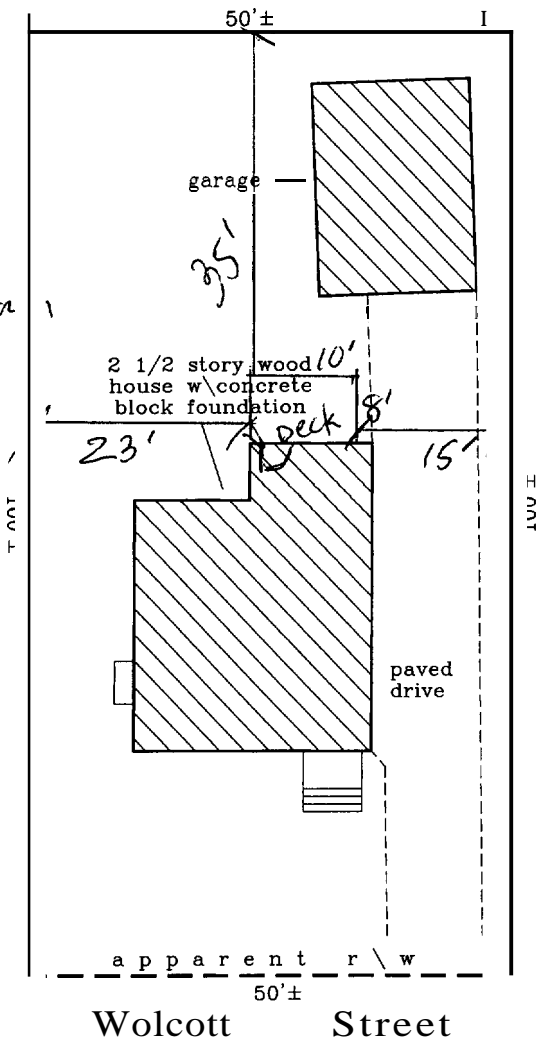 50'± I
garage
35'
2 1/2 story wood 10'
house w\concrete
block foundation
Deck 8'
23'
15'
100'±
paved
drive
apparent r\w
50'±
Wolcott Street